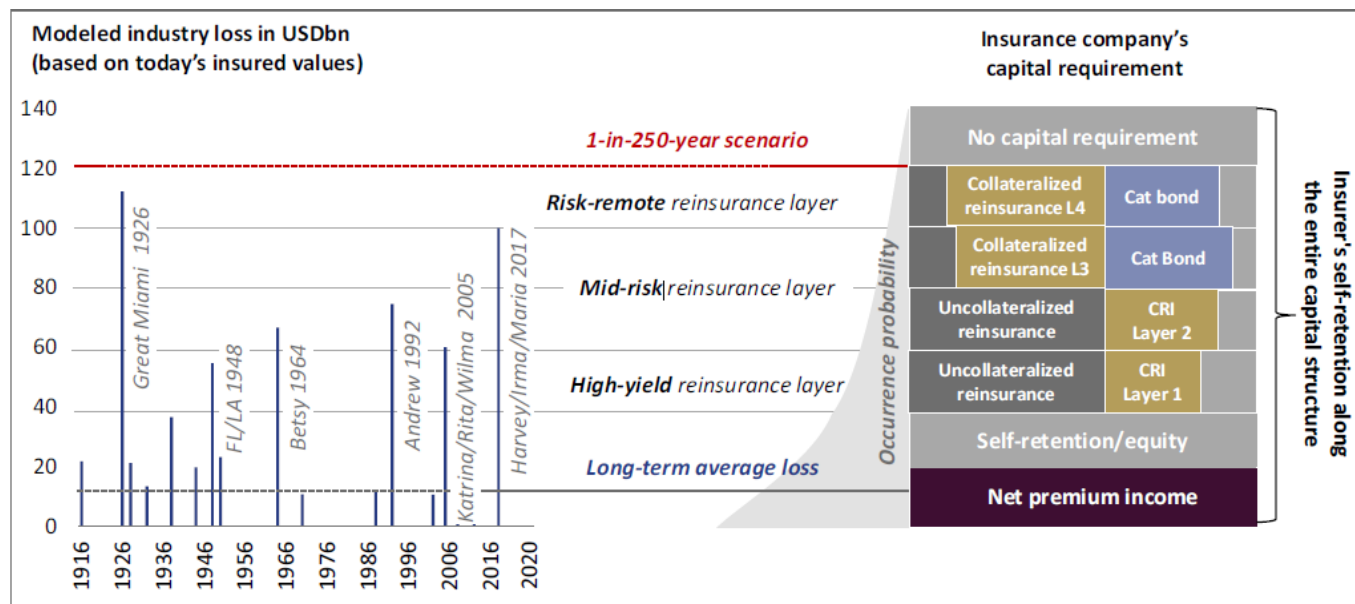 Modeled industry loss in USDbn
(based on today's insured values)
Insurance company's
capital requirement
140
120
100
80
60
40
20
0
1916
1926
1936
1946
1956
1966
1976
1986
1996
2006
2016
2020
Great Miami 1926
FL/LA 1948
Betsy 1964
Andrew 1992
Katrina/Rita/Wilma 2005
Harvey/Irma/Maria 2017
1-in-250-year scenario
Risk-remote reinsurance layer
Mid-risk reinsurance layer
High-yield reinsurance layer
Long-term average loss
Occurrence probability
No capital requirement
Collateralized
reinsurance L4
Cat bond
Collateralized
reinsurance L3
Cat Bond
Uncollateralized
reinsurance
CRI
Layer 2
Uncollateralized
reinsurance
CRI
Layer 1
Self-retention/equity
Net premium income
Insurer's self-retention along
the entire capital structure